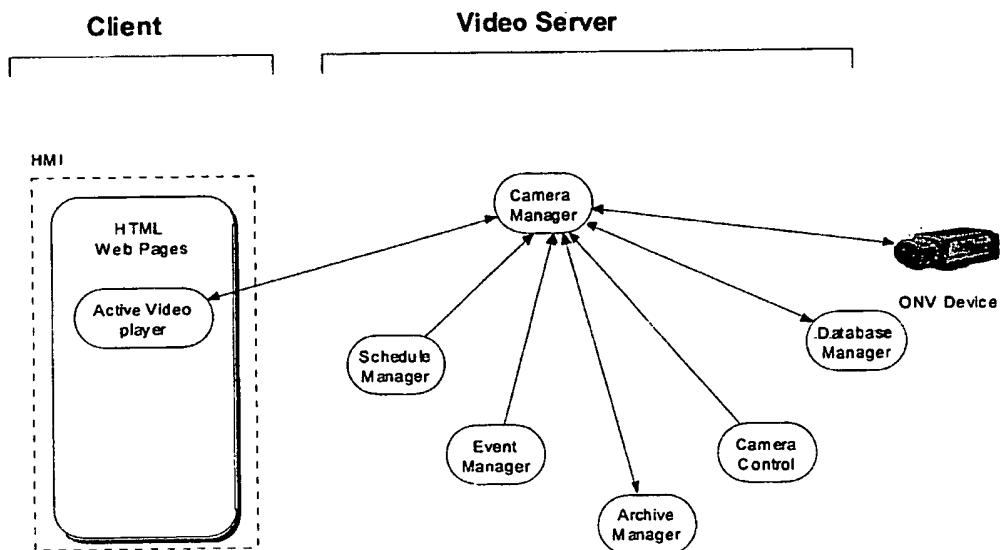 Client
Video Server
HMI
HTML
Web Pages
Active Video
player
Camera
Manager
ONV Device
Schedule
Manager
Event
Manager
Archive
Manager
Camera
Control
Database
Manager